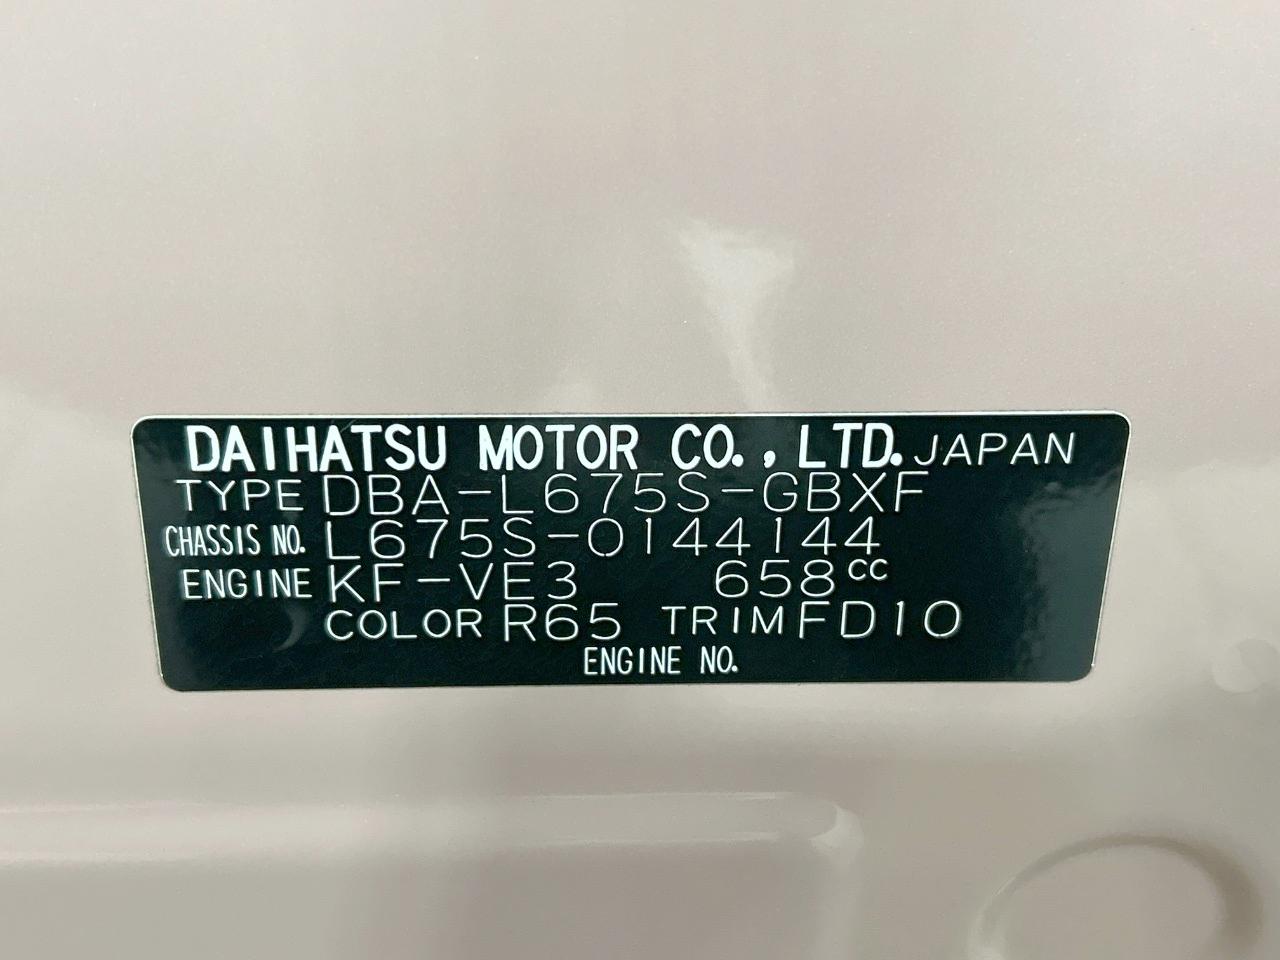 DAIHATSU MOTOR CO., LTD. JAPAN
TYPE DBA-L675S-GBXF
CHASSIS NO. L675S-0144144
ENGINE KF-VE3 658cc
COLOR R65 TRIM FD10
ENGINE NO.